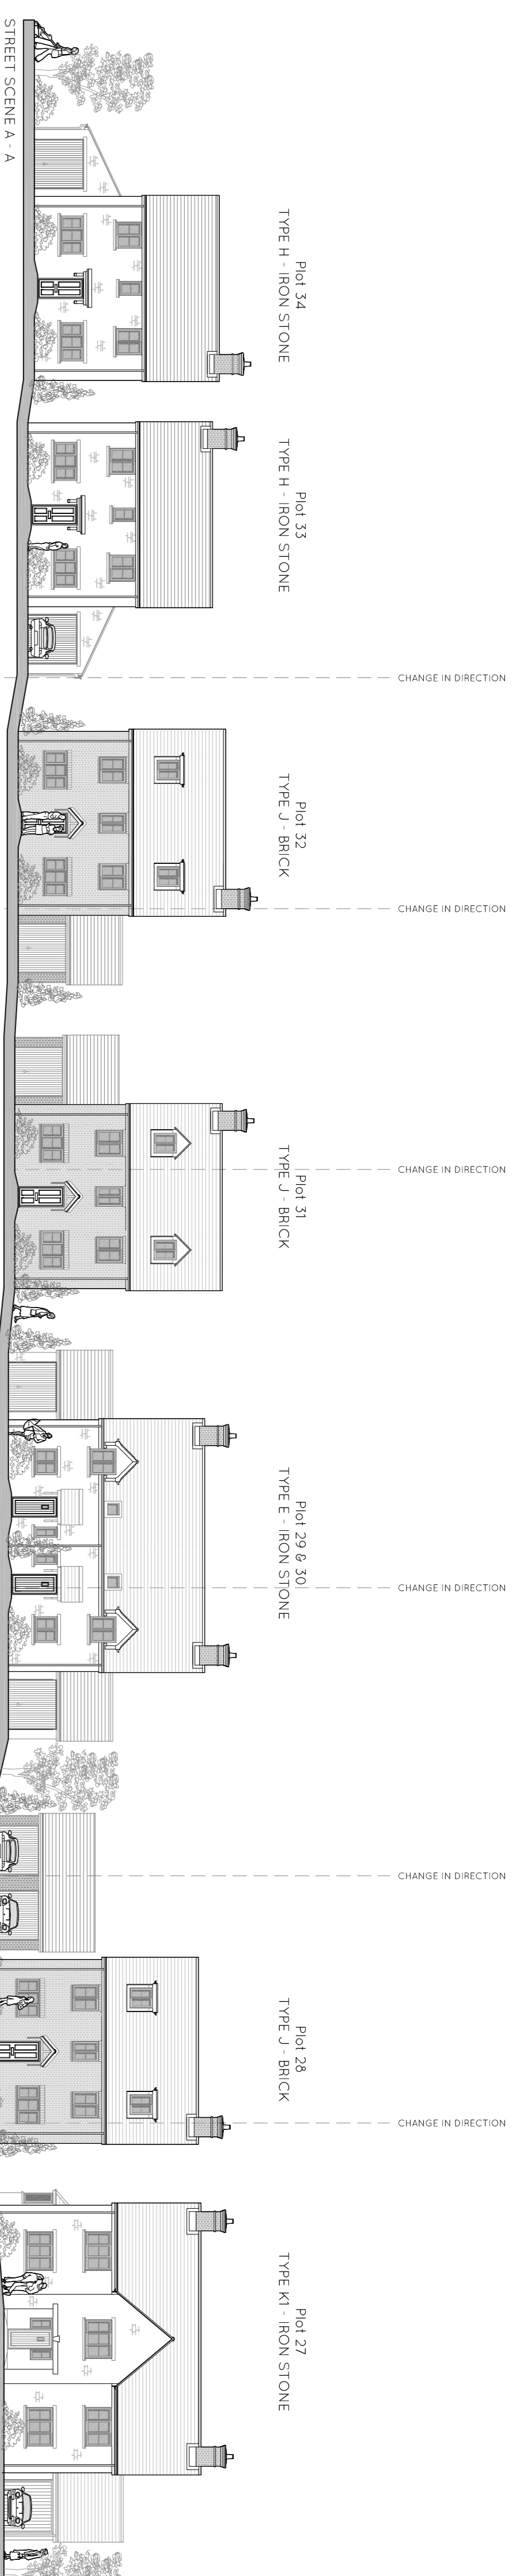 Plot 34
TYPE H - IRON STONE
Plot 33
TYPE H - IRON STONE
CHANGE IN DIRECTION
Plot 32
TYPE J - BRICK
CHANGE IN DIRECTION
Plot 31
TYPE J - BRICK
CHANGE IN DIRECTION
Plot 29 & 30
TYPE E - IRON STONE
CHANGE IN DIRECTION
CHANGE IN DIRECTION
Plot 28
TYPE J - BRICK
CHANGE IN DIRECTION
Plot 27
TYPE K1 - IRON STONE
STREET SCENE A - A